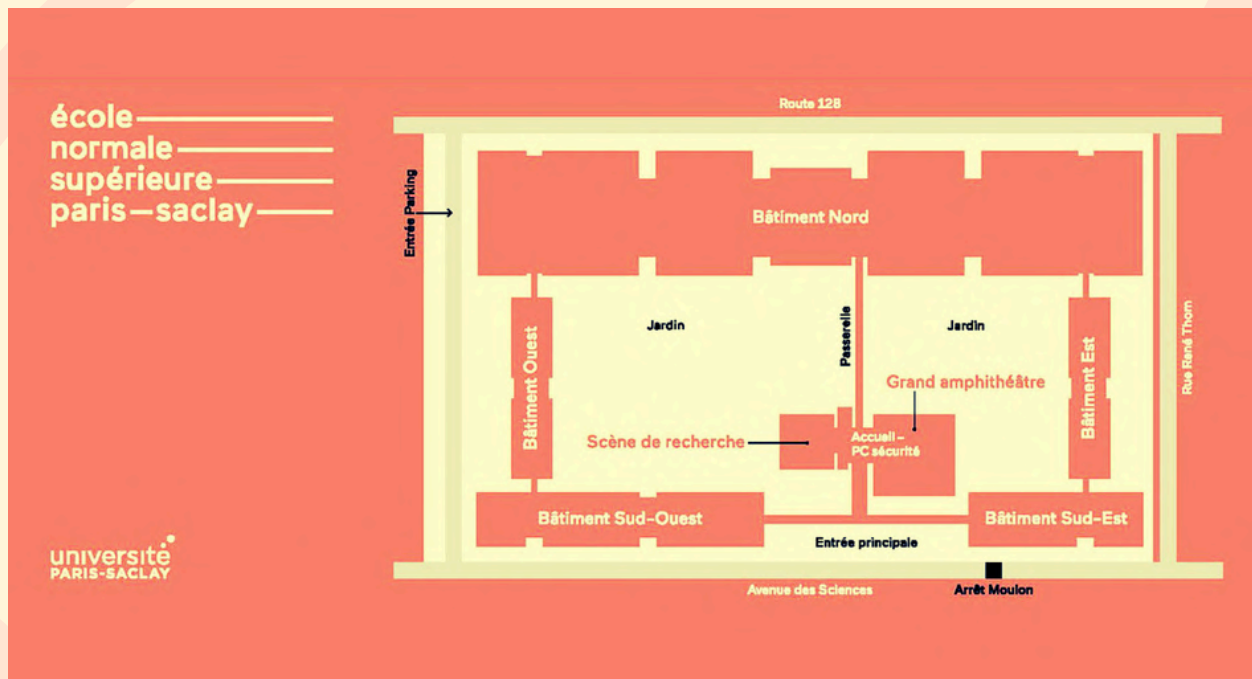 école
normale
supérieure
paris–saclay
université
PARIS-SACLAY
Route 128
Entrée Parking
Bâtiment Nord
Jardin
Passerelle
Jardin
Bâtiment Ouest
Bâtiment Est
Rue René Thom
Grand amphithéâtre
Scène de recherche
Accueil –
PC sécurité
Bâtiment Sud-Ouest
Bâtiment Sud-Est
Entrée principale
Avenue des Sciences
Arrêt Moulon